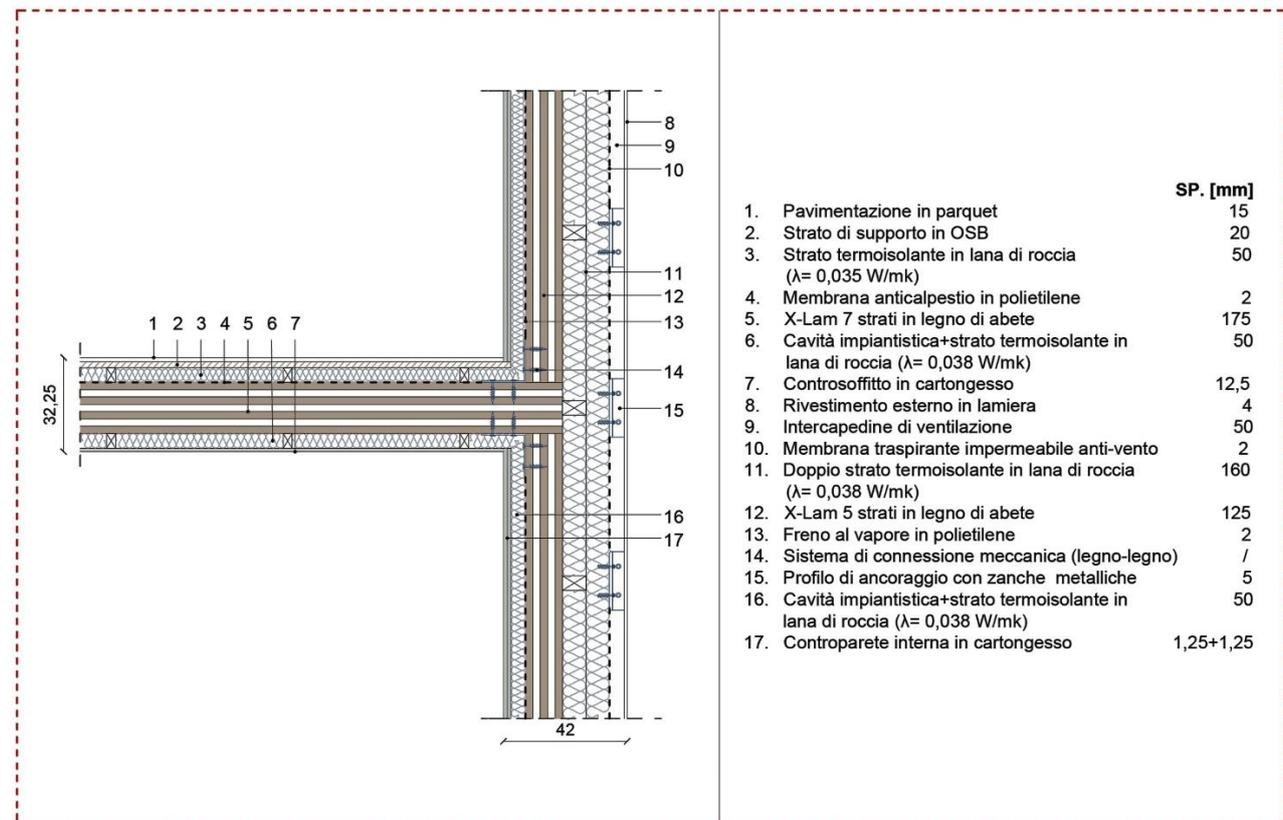 8
9
10
11
12
13
14
15
16
17
1 2 3 4 5 6 7
32,25
42
SP. [mm]
1. Pavimentazione in parquet 15
2. Strato di supporto in OSB 20
3. Strato termoisolante in lana di roccia 50
(λ= 0,035 W/mk)
4. Membrana anticalpestio in polietilene 2
5. X-Lam 7 strati in legno di abete 175
6. Cavità impiantistica+strato termoisolante in 50
lana di roccia (λ= 0,038 W/mk)
7. Controsoffitto in cartongesso 12,5
8. Rivestimento esterno in lamiera 4
9. Intercapedine di ventilazione 50
10. Membrana traspirante impermeabile anti-vento 2
11. Doppio strato termoisolante in lana di roccia 160
(λ= 0,038 W/mk)
12. X-Lam 5 strati in legno di abete 125
13. Freno al vapore in polietilene 2
14. Sistema di connessione meccanica (legno-legno) /
15. Profilo di ancoraggio con zanche metalliche 5
16. Cavità impiantistica+strato termoisolante in 50
lana di roccia (λ= 0,038 W/mk)
17. Controparete interna in cartongesso 1,25+1,25